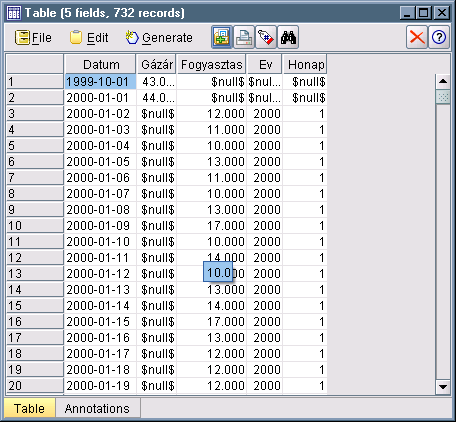 Table (5 fields, 732 records)
File Edit Generate
Datum Gázár Fogyasztas Ev Honap
1 1999-10-01 43.0... $null$ $nul... $null$
2 2000-01-01 44.0... $null$ $nul... $null$
3 2000-01-02 $null$ 12.000 2000 1
4 2000-01-03 $null$ 11.000 2000 1
5 2000-01-04 $null$ 10.000 2000 1
6 2000-01-05 $null$ 13.000 2000 1
7 2000-01-06 $null$ 11.000 2000 1
8 2000-01-07 $null$ 10.000 2000 1
9 2000-01-08 $null$ 13.000 2000 1
10 2000-01-09 $null$ 17.000 2000 1
11 2000-01-10 $null$ 10.000 2000 1
12 2000-01-11 $null$ 14.000 2000 1
13 2000-01-12 $null$ 10.000 2000 1
14 2000-01-13 $null$ 13.000 2000 1
15 2000-01-14 $null$ 14.000 2000 1
16 2000-01-15 $null$ 17.000 2000 1
17 2000-01-16 $null$ 13.000 2000 1
18 2000-01-17 $null$ 12.000 2000 1
19 2000-01-18 $null$ 12.000 2000 1
20 2000-01-19 $null$ 12.000 2000 1
Table Annotations